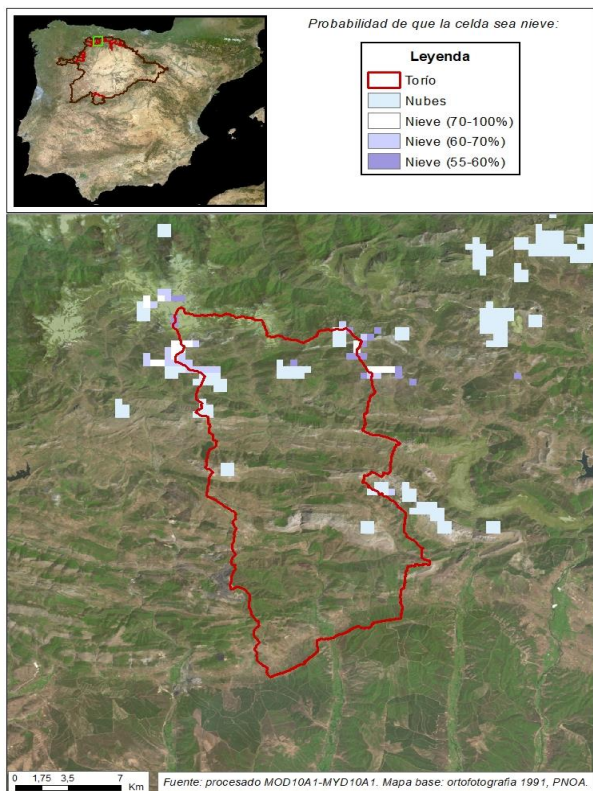 Probabilidad de que la celda sea nieve:
Leyenda
Torío
Nubes
Nieve (70-100%)
Nieve (60-70%)
Nieve (55-60%)
0 1,75 3,5 7
Km
Fuente: procesado MOD10A1-MYD10A1. Mapa base: ortofotografia 1991, PNOA.